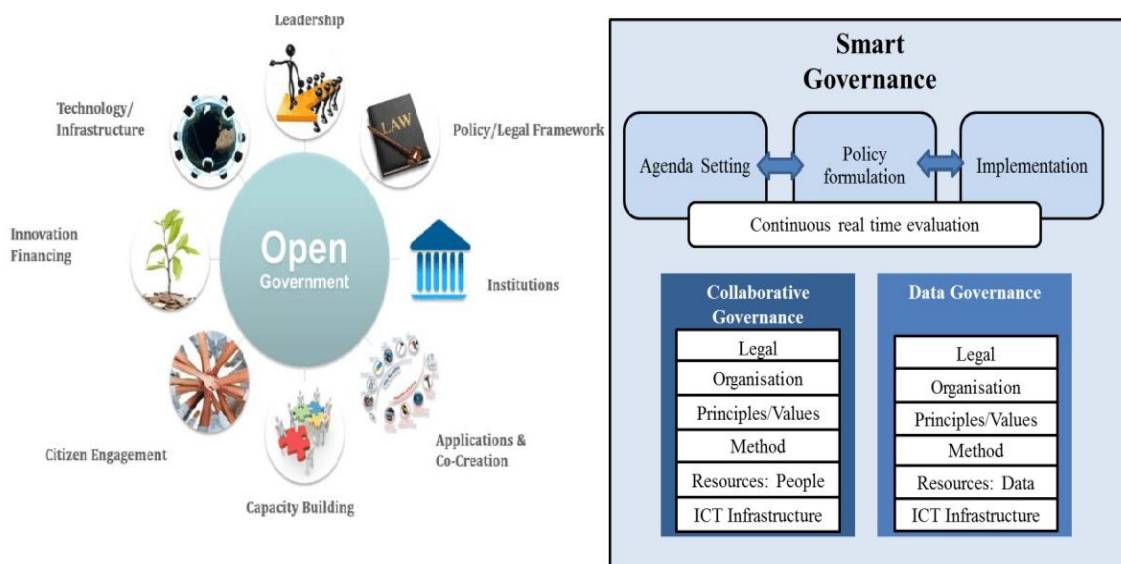 Leadership
Technology/
Infrastructure
LAW
Policy/Legal Framework
Innovation
Financing
Open
Government
Institutions
Citizen Engagement
Applications &
Co-Creation
Capacity Building
Smart
Governance
Agenda Setting
Policy
formulation
Implementation
Continuous real time evaluation
Collaborative
Governance
Legal
Organisation
Principles/Values
Method
Resources: People
ICT Infrastructure
Data Governance
Legal
Organisation
Principles/Values
Method
Resources: Data
ICT Infrastructure